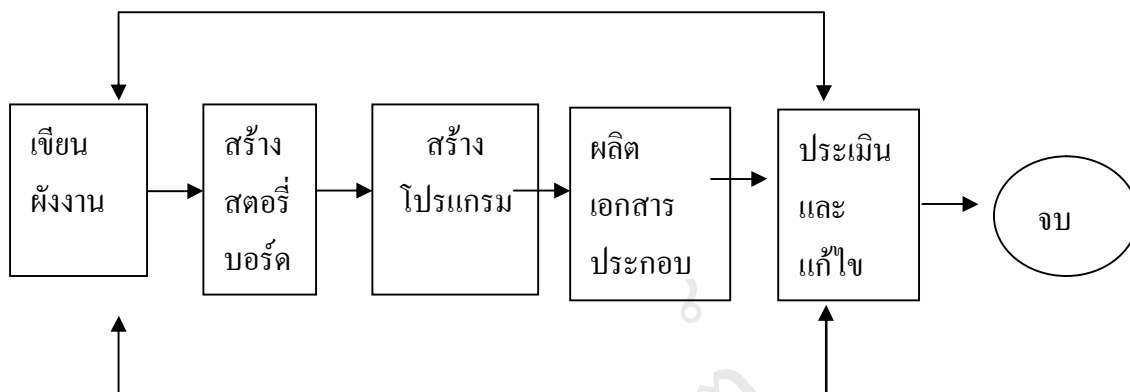 เขียน
ผังงาน
สร้าง
สตอรี่
บอร์ด
สร้าง
โปรแกรม
ผลิต
เอกสาร
ประกอบ
ประเมิน
และ
แก้ไข
จบ